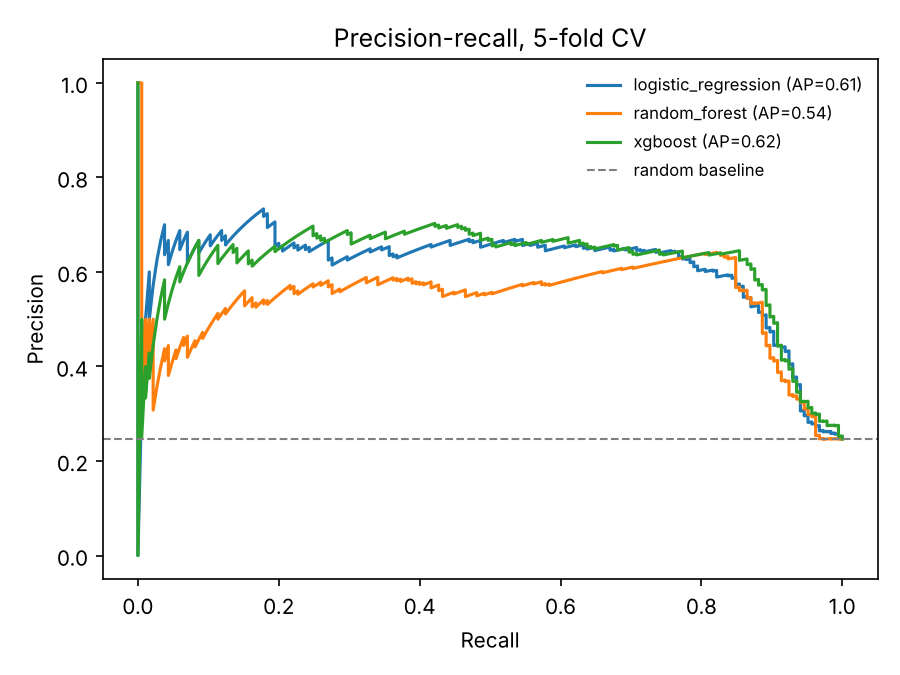 Precision-recall, 5-fold CV
logistic_regression (AP=0.61)
random_forest (AP=0.54)
xgboost (AP=0.62)
random baseline
Precision
1.0
0.8
0.6
0.4
0.2
0.0
0.0 0.2 0.4 0.6 0.8 1.0
Recall